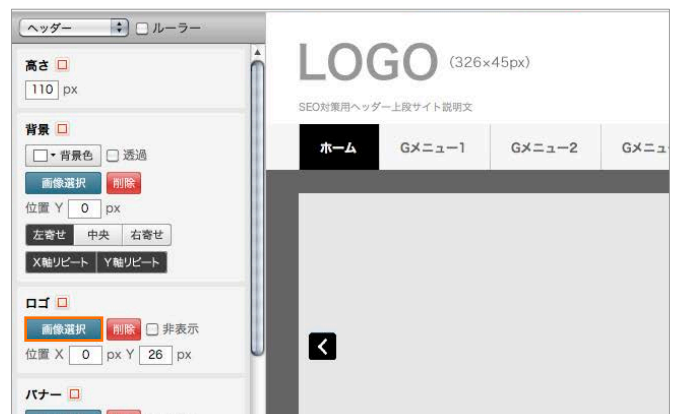 ヘッダー ルーラー
高さ
110 px
背景
背景色 透過
画像選択 削除
位置 Y 0 px
左寄せ 中央 右寄せ
X軸リピート Y軸リピート
ロゴ
画像選択 削除 非表示
位置 X 0 px Y 26 px
バナー
LOGO (326×45px)
SEO対策用ヘッダー上段サイト説明文
ホーム Gメニュー1 Gメニュー2 Gメニュ